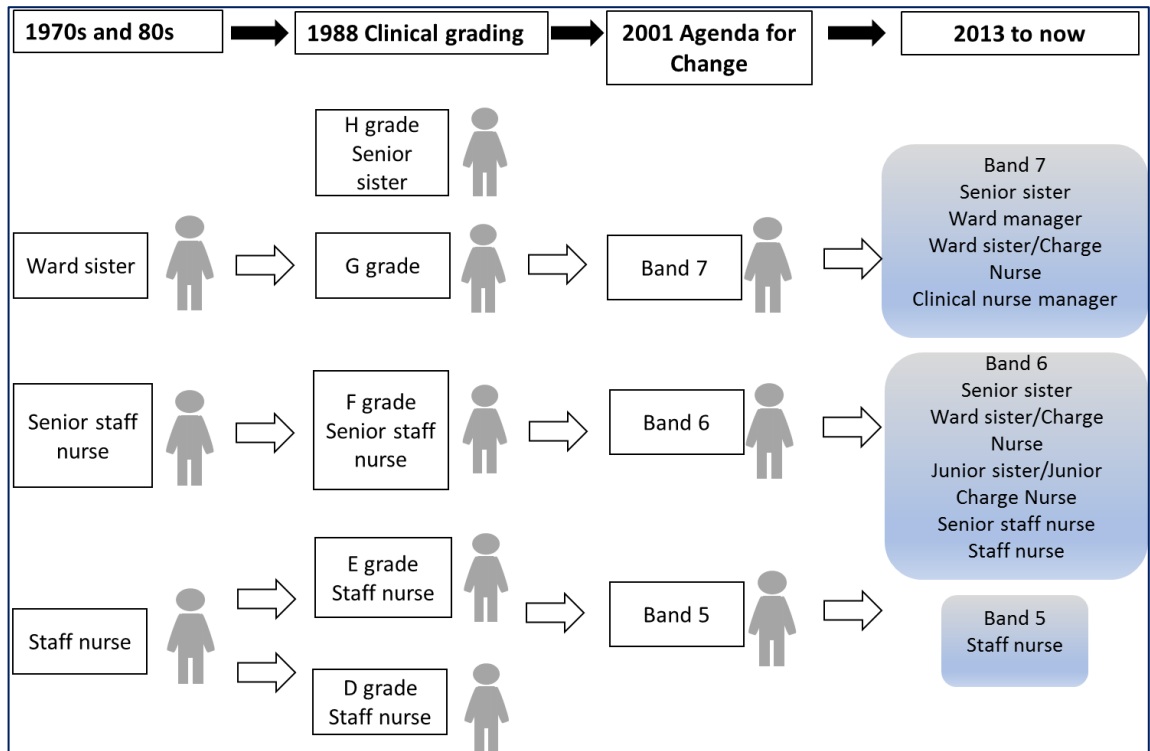 1970s and 80s
1988 Clinical grading
2001 Agenda for
Change
2013 to now
H grade
Senior
sister
Ward sister
G grade
Band 7
Band 7
Senior sister
Ward manager
Ward sister/Charge
Nurse
Clinical nurse manager
Senior staff
nurse
F grade
Senior staff
nurse
Band 6
Band 6
Senior sister
Ward sister/Charge
Nurse
Junior sister/Junior
Charge Nurse
Senior staff nurse
Staff nurse
Staff nurse
E grade
Staff nurse
D grade
Staff nurse
Band 5
Band 5
Staff nurse